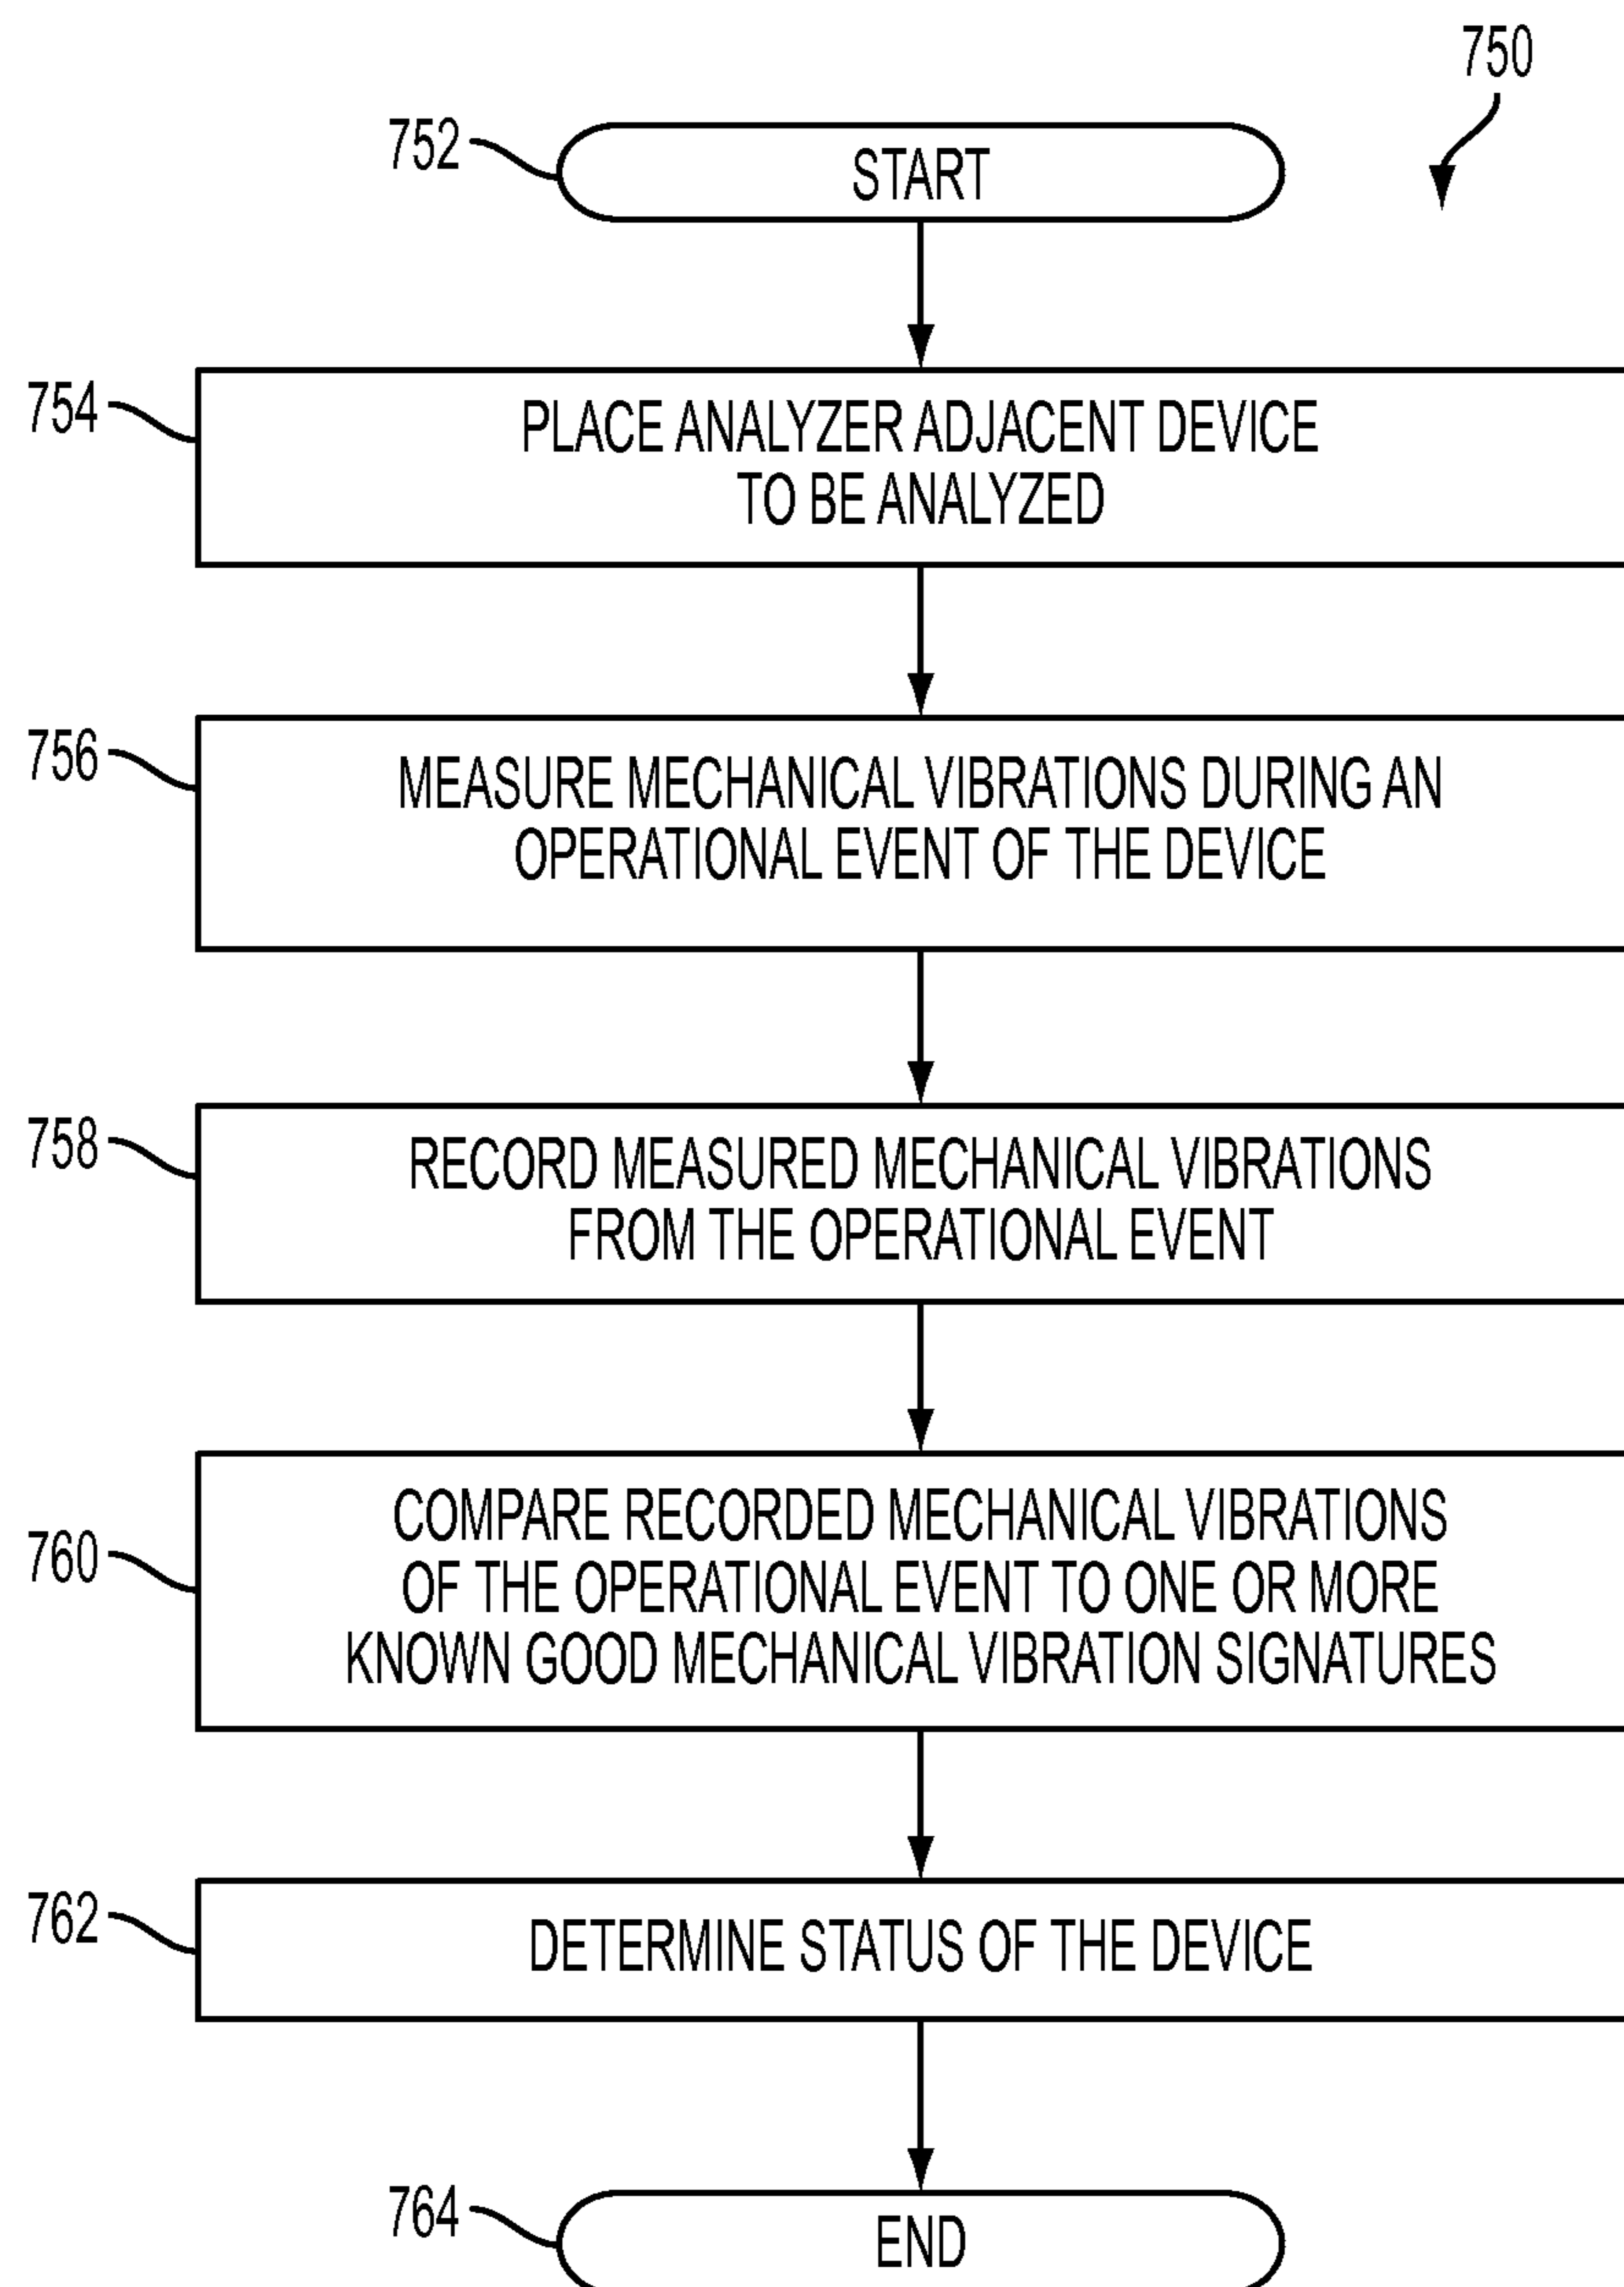 750
752
START
754
PLACE ANALYZER ADJACENT DEVICE
TO BE ANALYZED
756
MEASURE MECHANICAL VIBRATIONS DURING AN
OPERATIONAL EVENT OF THE DEVICE
758
RECORD MEASURED MECHANICAL VIBRATIONS
FROM THE OPERATIONAL EVENT
760
COMPARE RECORDED MECHANICAL VIBRATIONS
OF THE OPERATIONAL EVENT TO ONE OR MORE
KNOWN GOOD MECHANICAL VIBRATION SIGNATURES
762
DETERMINE STATUS OF THE DEVICE
764
END